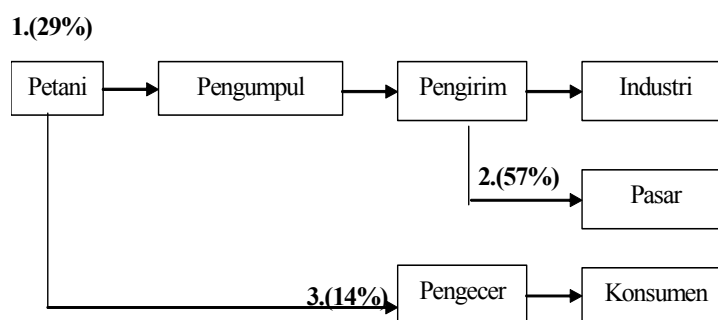 1.(29%)
Petani Pengumpul Pengirim Industri
2.(57%)
Pasar
3.(14%) Pengecer Konsumen